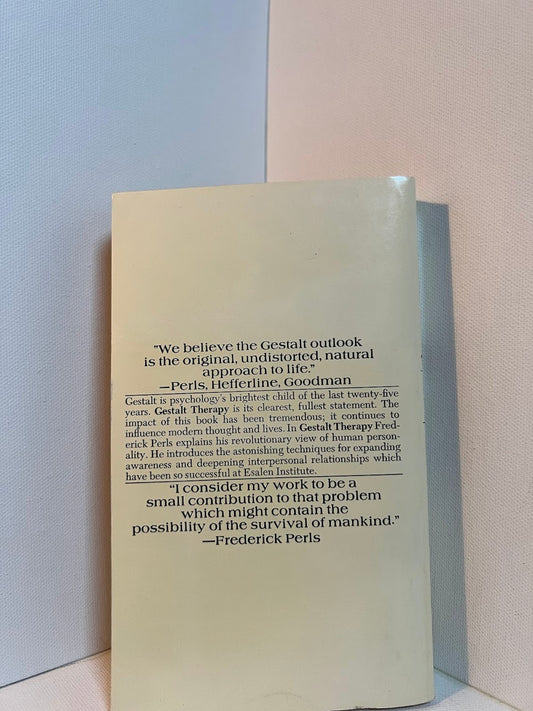 "We believe the Gestalt outlook
is the original, undistorted, natural
approach to life."
—Perls, Hefferline, Goodman
Gestalt is psychology's brightest child of the last twenty-five
years. Gestalt Therapy is its clearest, fullest statement. The
impact of this book has been tremendous; it continues to
influence modern thought and lives. In Gestalt Therapy Fred-
erick Perls explains his revolutionary view of human person-
ality. He introduces the astonishing techniques for expanding
awareness and deepening interpersonal relationships which
have been so successful at Esalen Institute.
"I consider my work to be a
small contribution to that problem
which might contain the
possibility of the survival of mankind."
—Frederick Perls